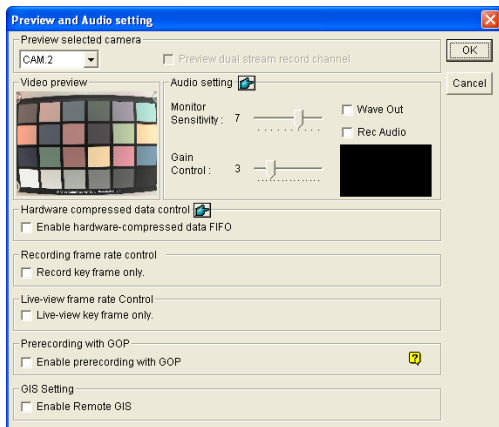 Preview and Audio setting
Preview selected camera
CAM.2
Preview dual stream record channel
OK
Cancel
Video preview
Audio setting
Monitor
Sensitivity : 7
Wave Out
Rec Audio
Gain
Control : 3
Hardware compressed data control
Enable hardware-compressed data FIFO
Recording frame rate control
Record key frame only.
Live-view frame rate Control
Live-view key frame only.
Prerecording with GOP
Enable prerecording with GOP
?
GIS Setting
Enable Remote GIS